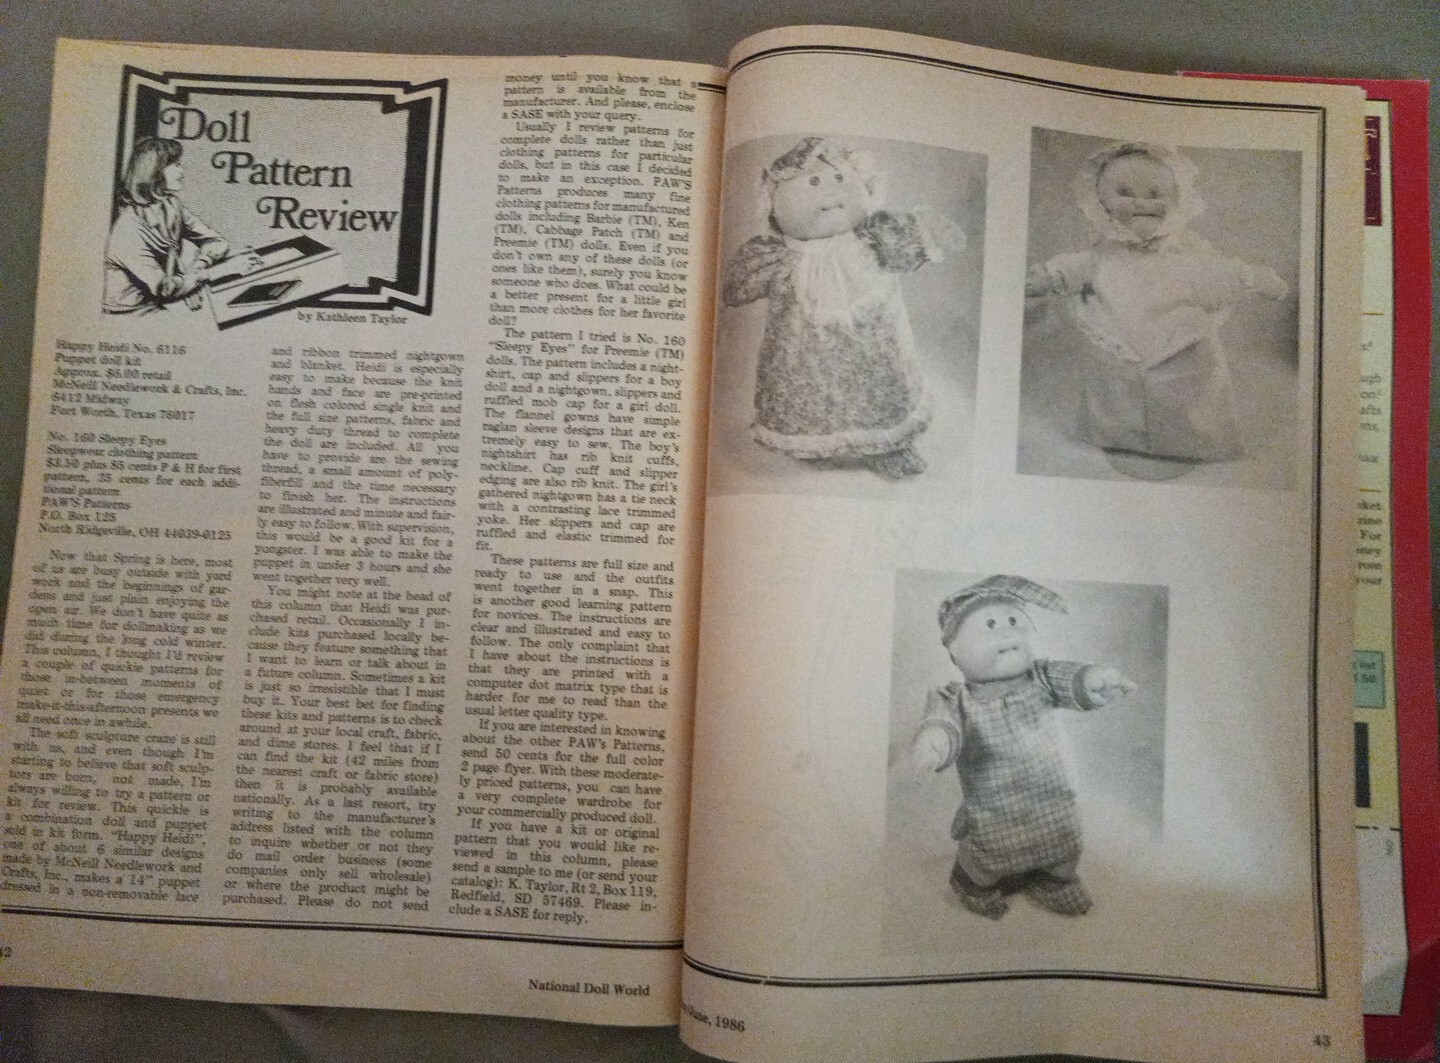 Doll
Pattern
Review
by Kathleen Taylor
Happy Heidi No. 6116
Puppet doll kit
Approx. $6.00 retail
McNeill Needlework & Crafts, Inc.
6412 Midway
Fort Worth, Texas 76017
No. 160 Sleepy Eyes
Sleepwear clothing pattern
$3.50 plus 85 cents P & H for first
pattern, 35 cents for each addi-
tional pattern
PAW'S Patterns
P.O. Box 125
North Ridgeville, OH 44039-0125
Now that Spring is here, most
of us are busy outside with yard
work and the beginnings of gar-
dens and just plain enjoying the
open air. We don't have quite as
much time for dollmaking as we
did during the long cold winter.
This column, I thought I'd review
a couple of quickie patterns for
those in-between moments of
quiet or for those emergency
make-it-this-afternoon presents we
all need once in awhile.
The soft sculpture craze is still
with us, and even though I'm
starting to believe that soft sculp-
tors are born, not made, I'm
always willing to try a pattern or
kit for review. This quickie is
a combination doll and puppet
sold in kit form. "Happy Heidi",
one of about 6 similar designs
made by McNeill Needlework and
Crafts, Inc., makes a 14" puppet
dressed in a non-removable lace
and ribbon trimmed nightgown
and blanket. Heidi is especially
easy to make because the knit
hands and face are pre-printed
on flesh colored single knit and
the full size patterns, fabric and
heavy duty thread to complete
the doll are included. All you
have to provide are the sewing
thread, a small amount of poly-
fiberfill and the time necessary
to finish her. The instructions
are illustrated and minute and fair-
ly easy to follow. With supervision,
this would be a good kit for a
yongster. I was able to make the
puppet in under 3 hours and she
went together very well.
You might note at the head of
this column that Heidi was pur-
chased retail. Occasionally I in-
clude kits purchased locally be-
cause they feature something that
I want to learn or talk about in
a future column. Sometimes a kit
is just so irresistible that I must
buy it. Your best bet for finding
these kits and patterns is to check
around at your local craft, fabric,
and dime stores. I feel that if I
can find the kit (42 miles from
the nearest craft or fabric store)
then it is probably available
nationally. As a last resort, try
writing to the manufacturer's
address listed with the column
to inquire whether or not they
do mail order business (some
companies only sell wholesale)
or where the product might be
purchased. Please do not send
money until you know that a
pattern is available from the
manufacturer. And please, enclose
a SASE with your query.
Usually I review patterns for
complete dolls rather than just
clothing patterns for particular
dolls, but in this case I decided
to make an exception. PAW'S
Patterns produces many fine
clothing patterns for manufactured
dolls including Barbie (TM), Ken
(TM), Cabbage Patch (TM) and
Preemie (TM) dolls. Even if you
don't own any of these dolls (or
ones like them), surely you know
someone who does. What could be
a better present for a little girl
than more clothes for her favorite
doll?
The pattern I tried is No. 160
"Sleepy Eyes" for Preemie (TM)
dolls. The pattern includes a night-
shirt, cap and slippers for a boy
doll and a nightgown, slippers and
ruffled mob cap for a girl doll.
The flannel gowns have simple
raglan sleeve designs that are ex-
tremely easy to sew. The boy's
nightshirt has rib knit cuffs,
neckline. Cap cuff and slipper
edging are also rib knit. The girl's
gathered nightgown has a tie neck
with a contrasting lace trimmed
yoke. Her slippers and cap are
ruffled and elastic trimmed for
fit.
These patterns are full size and
ready to use and the outfits
went together in a snap. This
is another good learning pattern
for novices. The instructions are
clear and illustrated and easy to
follow. The only complaint that
I have about the instructions is
that they are printed with a
computer dot matrix type that is
harder for me to read than the
usual letter quality type.
If you are interested in knowing
about the other PAW's Patterns,
send 50 cents for the full color
2 page flyer. With these moderate-
ly priced patterns, you can have
a very complete wardrobe for
your commercially produced doll.
If you have a kit or original
pattern that you would like re-
viewed in this column, please
send a sample to me (or send your
catalog): K. Taylor, Rt 2, Box 119,
Redfield, SD 57469. Please in-
clude a SASE for reply.
National Doll World
June, 1986
43